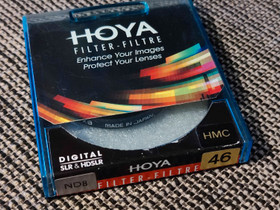 HOYA
FILTER-FILTRE
Enhance Your Images
Protect Your Lenses
MADE IN JAPAN
DIGITAL
SLR & HDSLR
HOYA
HMC
ND8
FILTER-FILTRE
46